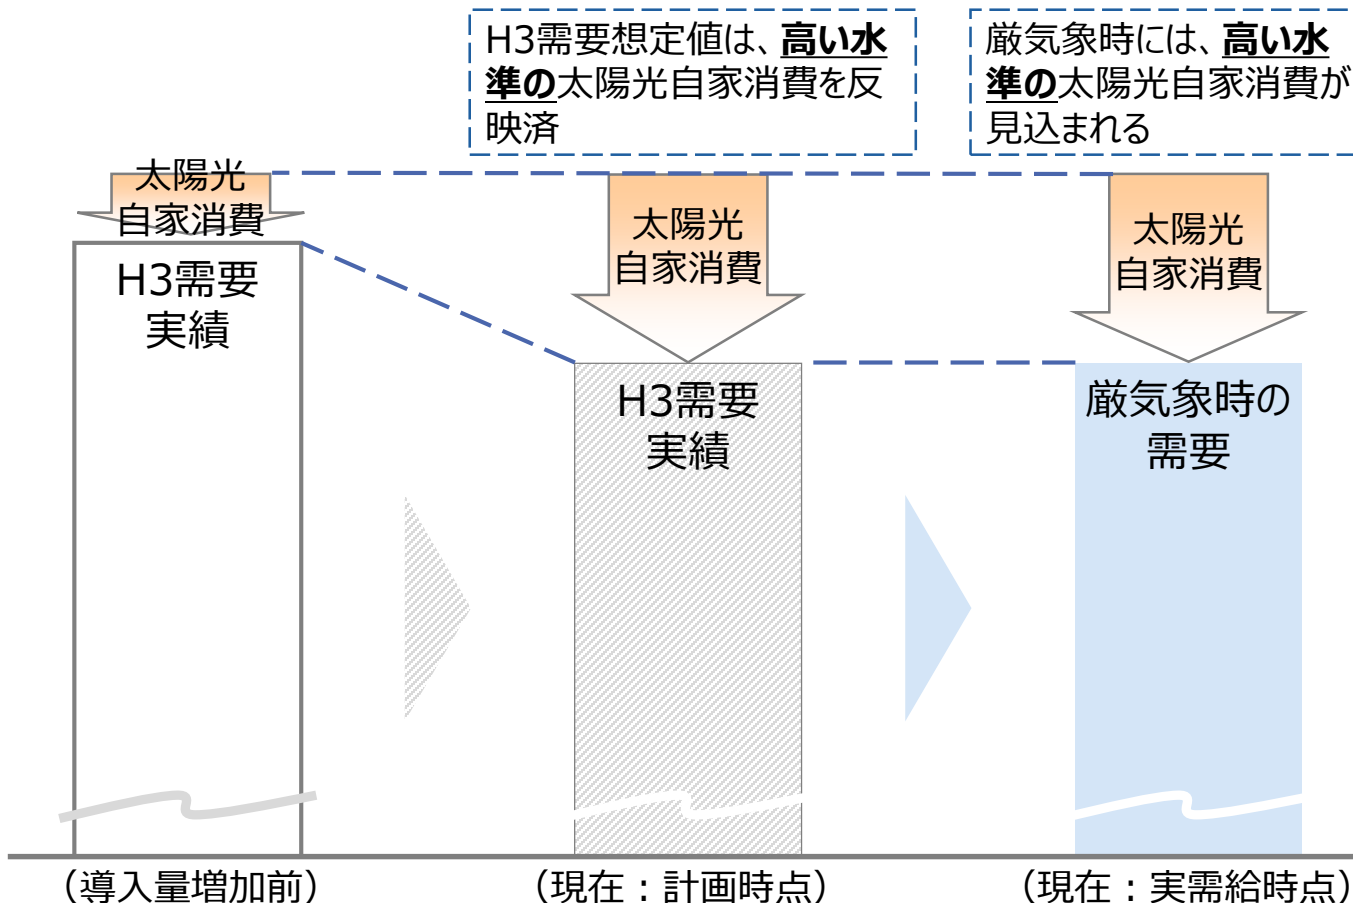 H3需要想定値は、高い水
準の太陽光自家消費を反
映済
厳気象時には、高い水
準の太陽光自家消費が
見込まれる
太陽光
自家消費
H3需要
実績
太陽光
自家消費
H3需要
実績
太陽光
自家消費
厳気象時の
需要
（導入量増加前）
（現在：計画時点）
（現在：実需給時点）